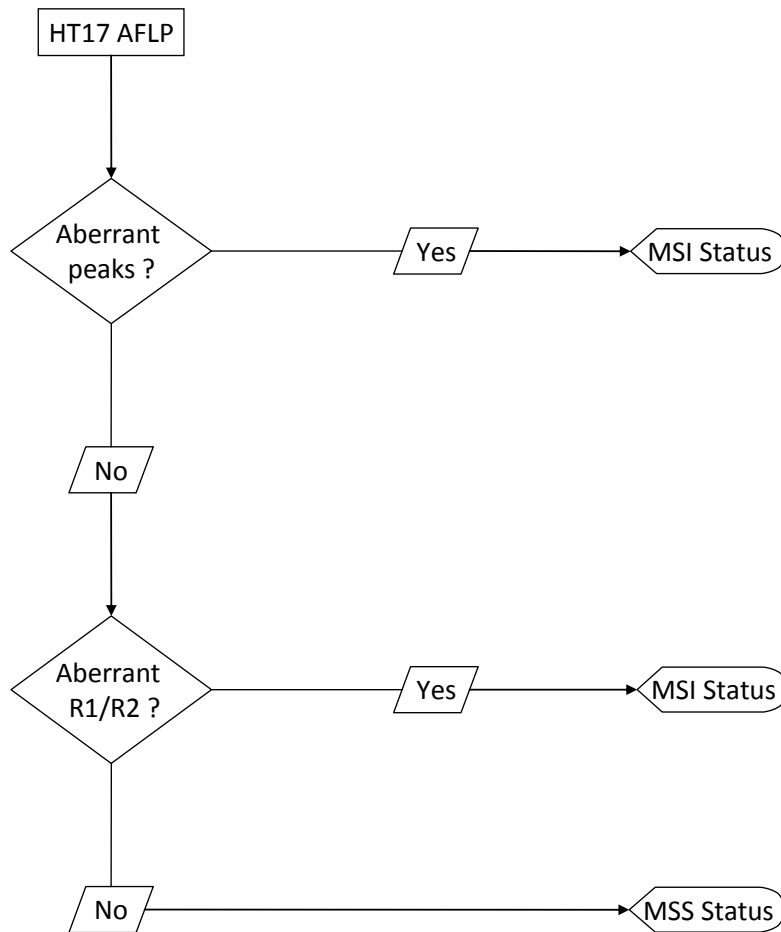 HT17 AFLP
Aberrant
peaks ?
Yes
MSI Status
No
Aberrant
R1/R2 ?
Yes
MSI Status
No
MSS Status